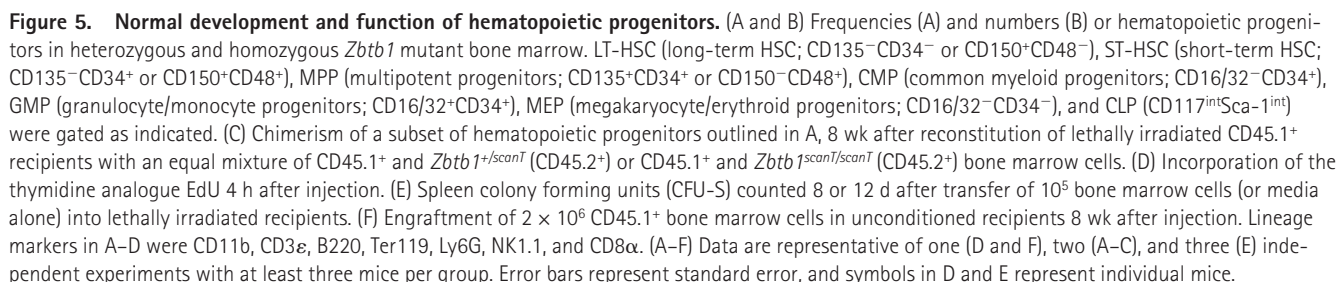 Figure 5. Normal development and function of hematopoietic progenitors. (A and B) Frequencies (A) and numbers (B) or hematopoietic progeni-
tors in heterozygous and homozygous Zbtb1 mutant bone marrow. LT-HSC (long-term HSC; CD135⁻CD34⁻ or CD150⁺CD48⁻), ST-HSC (short-term HSC;
CD135⁻CD34⁺ or CD150⁺CD48⁺), MPP (multipotent progenitors; CD135⁺CD34⁺ or CD150⁻CD48⁺), CMP (common myeloid progenitors; CD16/32⁻CD34⁺),
GMP (granulocyte/monocyte progenitors; CD16/32⁺CD34⁺), MEP (megakaryocyte/erythroid progenitors; CD16/32⁻CD34⁻), and CLP (CD117ⁱⁿᵗSca-1ⁱⁿᵗ)
were gated as indicated. (C) Chimerism of a subset of hematopoietic progenitors outlined in A, 8 wk after reconstitution of lethally irradiated CD45.1⁺
recipients with an equal mixture of CD45.1⁺ and Zbtb1⁺/ˢᶜᵃⁿᵀ (CD45.2⁺) or CD45.1⁺ and Zbtb1ˢᶜᵃⁿᵀ/ˢᶜᵃⁿᵀ (CD45.2⁺) bone marrow cells. (D) Incorporation of the
thymidine analogue EdU 4 h after injection. (E) Spleen colony forming units (CFU-S) counted 8 or 12 d after transfer of 10⁵ bone marrow cells (or media
alone) into lethally irradiated recipients. (F) Engraftment of 2 × 10⁶ CD45.1⁺ bone marrow cells in unconditioned recipients 8 wk after injection. Lineage
markers in A–D were CD11b, CD3ε, B220, Ter119, Ly6G, NK1.1, and CD8α. (A–F) Data are representative of one (D and F), two (A–C), and three (E) inde-
pendent experiments with at least three mice per group. Error bars represent standard error, and symbols in D and E represent individual mice.